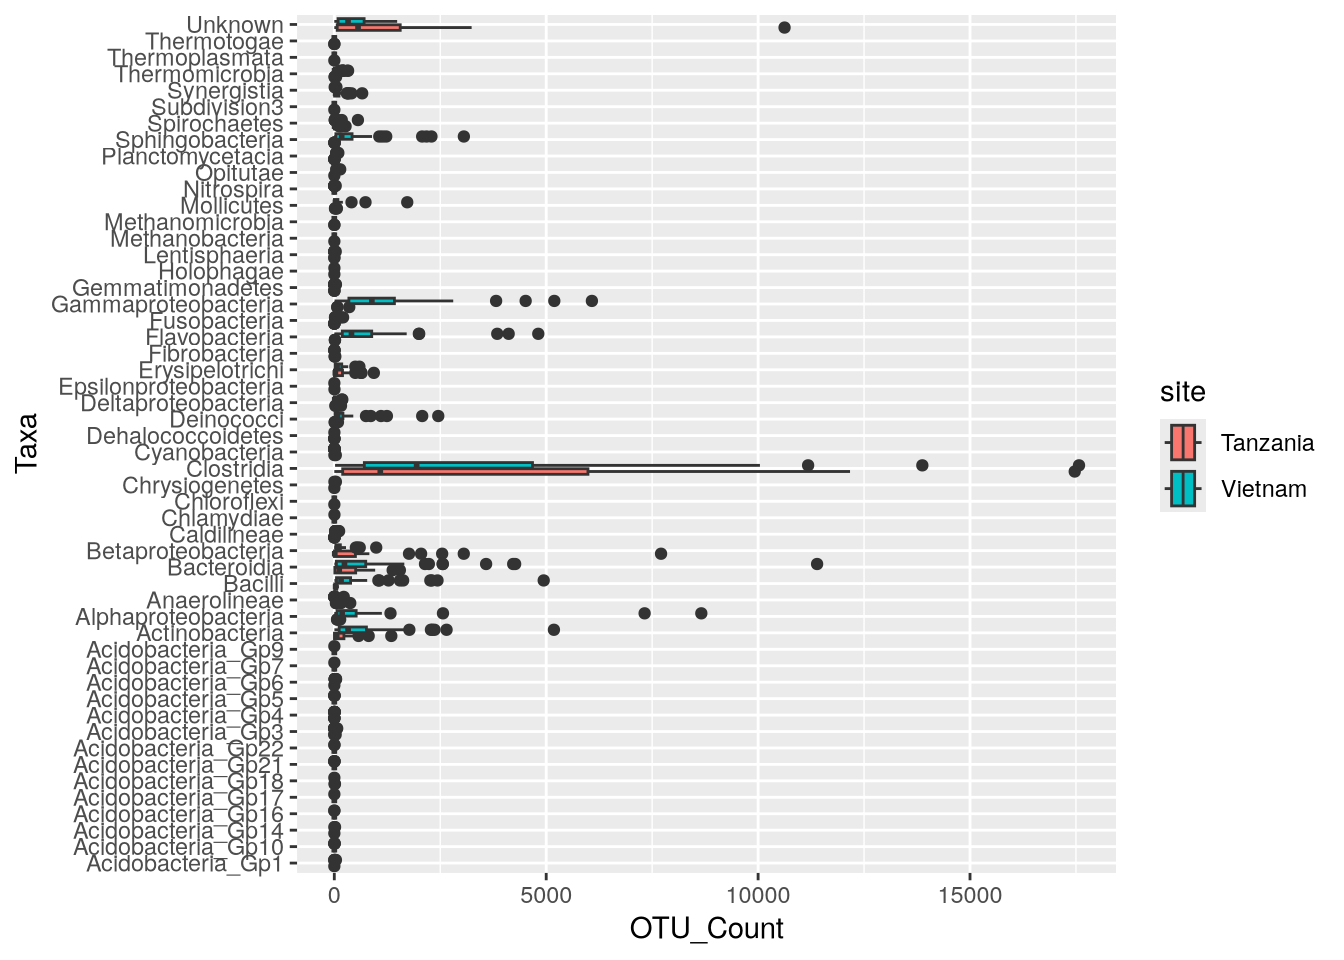 Unknown
Thermotogae
Thermoplasmata
Thermomicrobia
Synergistia
Subdivision3
Spirochaetes
Sphingobacteria
Planctomycetacia
Opitutae
Nitrospira
Mollicutes
Methanomicrobia
Methanobacteria
Lentisphaeria
Holophagae
Gemmatimonadetes
Gammaproteobacteria
Fusobacteria
Flavobacteria
Fibrobacteria
Erysipelotrichi
Epsilonproteobacteria
Deltaproteobacteria
Deinococci
Dehalococcoidetes
Cyanobacteria
Clostridia
Chrysiogenetes
Chloroflexi
Chlamydiae
Caldilineae
Betaproteobacteria
Bacteroidia
Bacilli
Anaerolineae
Alphaproteobacteria
Actinobacteria
Acidobacteria_Gp9
Acidobacteria_Gp7
Acidobacteria_Gp6
Acidobacteria_Gp5
Acidobacteria_Gp4
Acidobacteria_Gp3
Acidobacteria_Gp22
Acidobacteria_Gp21
Acidobacteria_Gp18
Acidobacteria_Gp17
Acidobacteria_Gp16
Acidobacteria_Gp14
Acidobacteria_Gp10
Acidobacteria_Gp1
Taxa
0 5000 10000 15000
OTU_Count
site
Tanzania
Vietnam